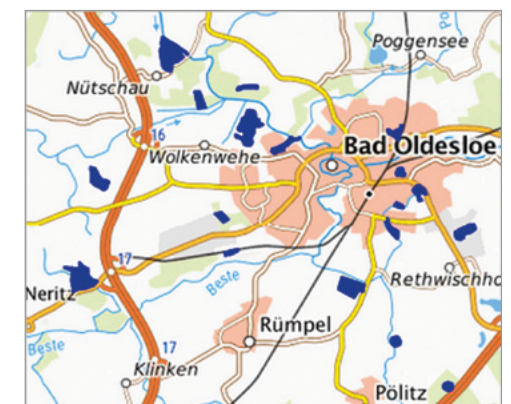 Poggensee
Nütschau
16
Bad Oldesloe
Wolkenwehe
17
Neritz
Beste
Rethwischho
Rümpel
Beste
17
Klinken
Pölitz